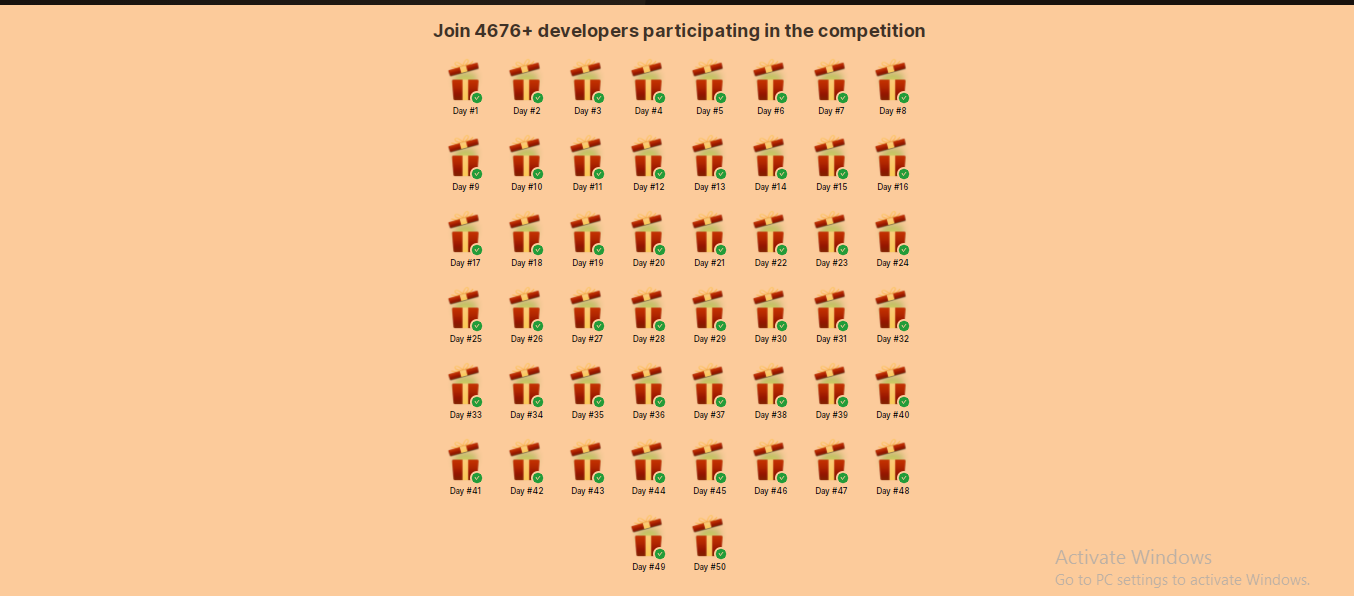 Join 4676+ developers participating in the competition
Day #1 Day #2 Day #3 Day #4 Day #5 Day #6 Day #7 Day #8
Day #9 Day #10 Day #11 Day #12 Day #13 Day #14 Day #15 Day #16
Day #17 Day #18 Day #19 Day #20 Day #21 Day #22 Day #23 Day #24
Day #25 Day #26 Day #27 Day #28 Day #29 Day #30 Day #31 Day #32
Day #33 Day #34 Day #35 Day #36 Day #37 Day #38 Day #39 Day #40
Day #41 Day #42 Day #43 Day #44 Day #45 Day #46 Day #47 Day #48
Day #49 Day #50
Activate Windows
Go to PC settings to activate Windows.